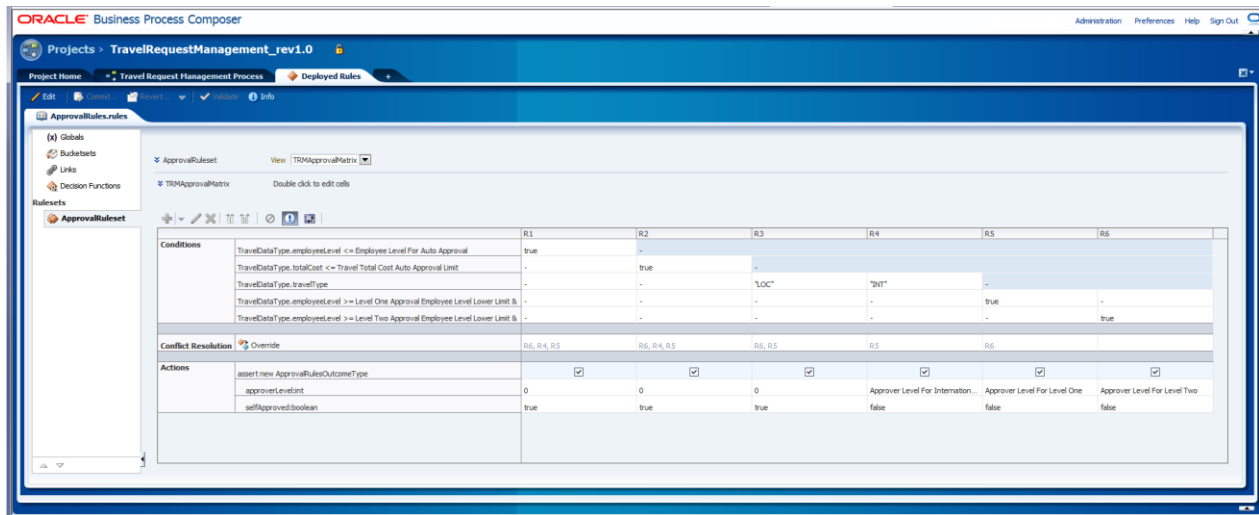 ORACLE Business Process Composer
Administration Preferences Help Sign Out
Projects > TravelRequestManagement_rev1.0
Project Home Travel Request Management Process Deployed Rules +
Edit Commit... Revert... Validate Info
ApprovalRules.rules
(x) Globals
Bucketsets
Links
Decision Functions
Rulesets
ApprovalRuleset
ApprovalRuleset View TRMApprovalMatrix
TRMApprovalMatrix Double click to edit cells
R1 R2 R3 R4 R5 R6
Conditions
TravelDataType.employeeLevel <= Employee Level For Auto Approval true -
TravelDataType.totalCost <= Travel Total Cost Auto Approval Limit - true -
TravelDataType.travelType - - "LOC" "INT" -
TravelDataType.employeeLevel >= Level One Approval Employee Level Lower Limit & - - - - true -
TravelDataType.employeeLevel >= Level Two Approval Employee Level Lower Limit & - - - - - true
Conflict Resolution Override R6, R4, R5 R6, R4, R5 R6, R5 R5 R6
Actions
assert new ApprovalRulesOutcomeType
approverLevel:int 0 0 0 Approver Level For Internation... Approver Level For Level One Approver Level For Level Two
selfApproved:boolean true true true false false false